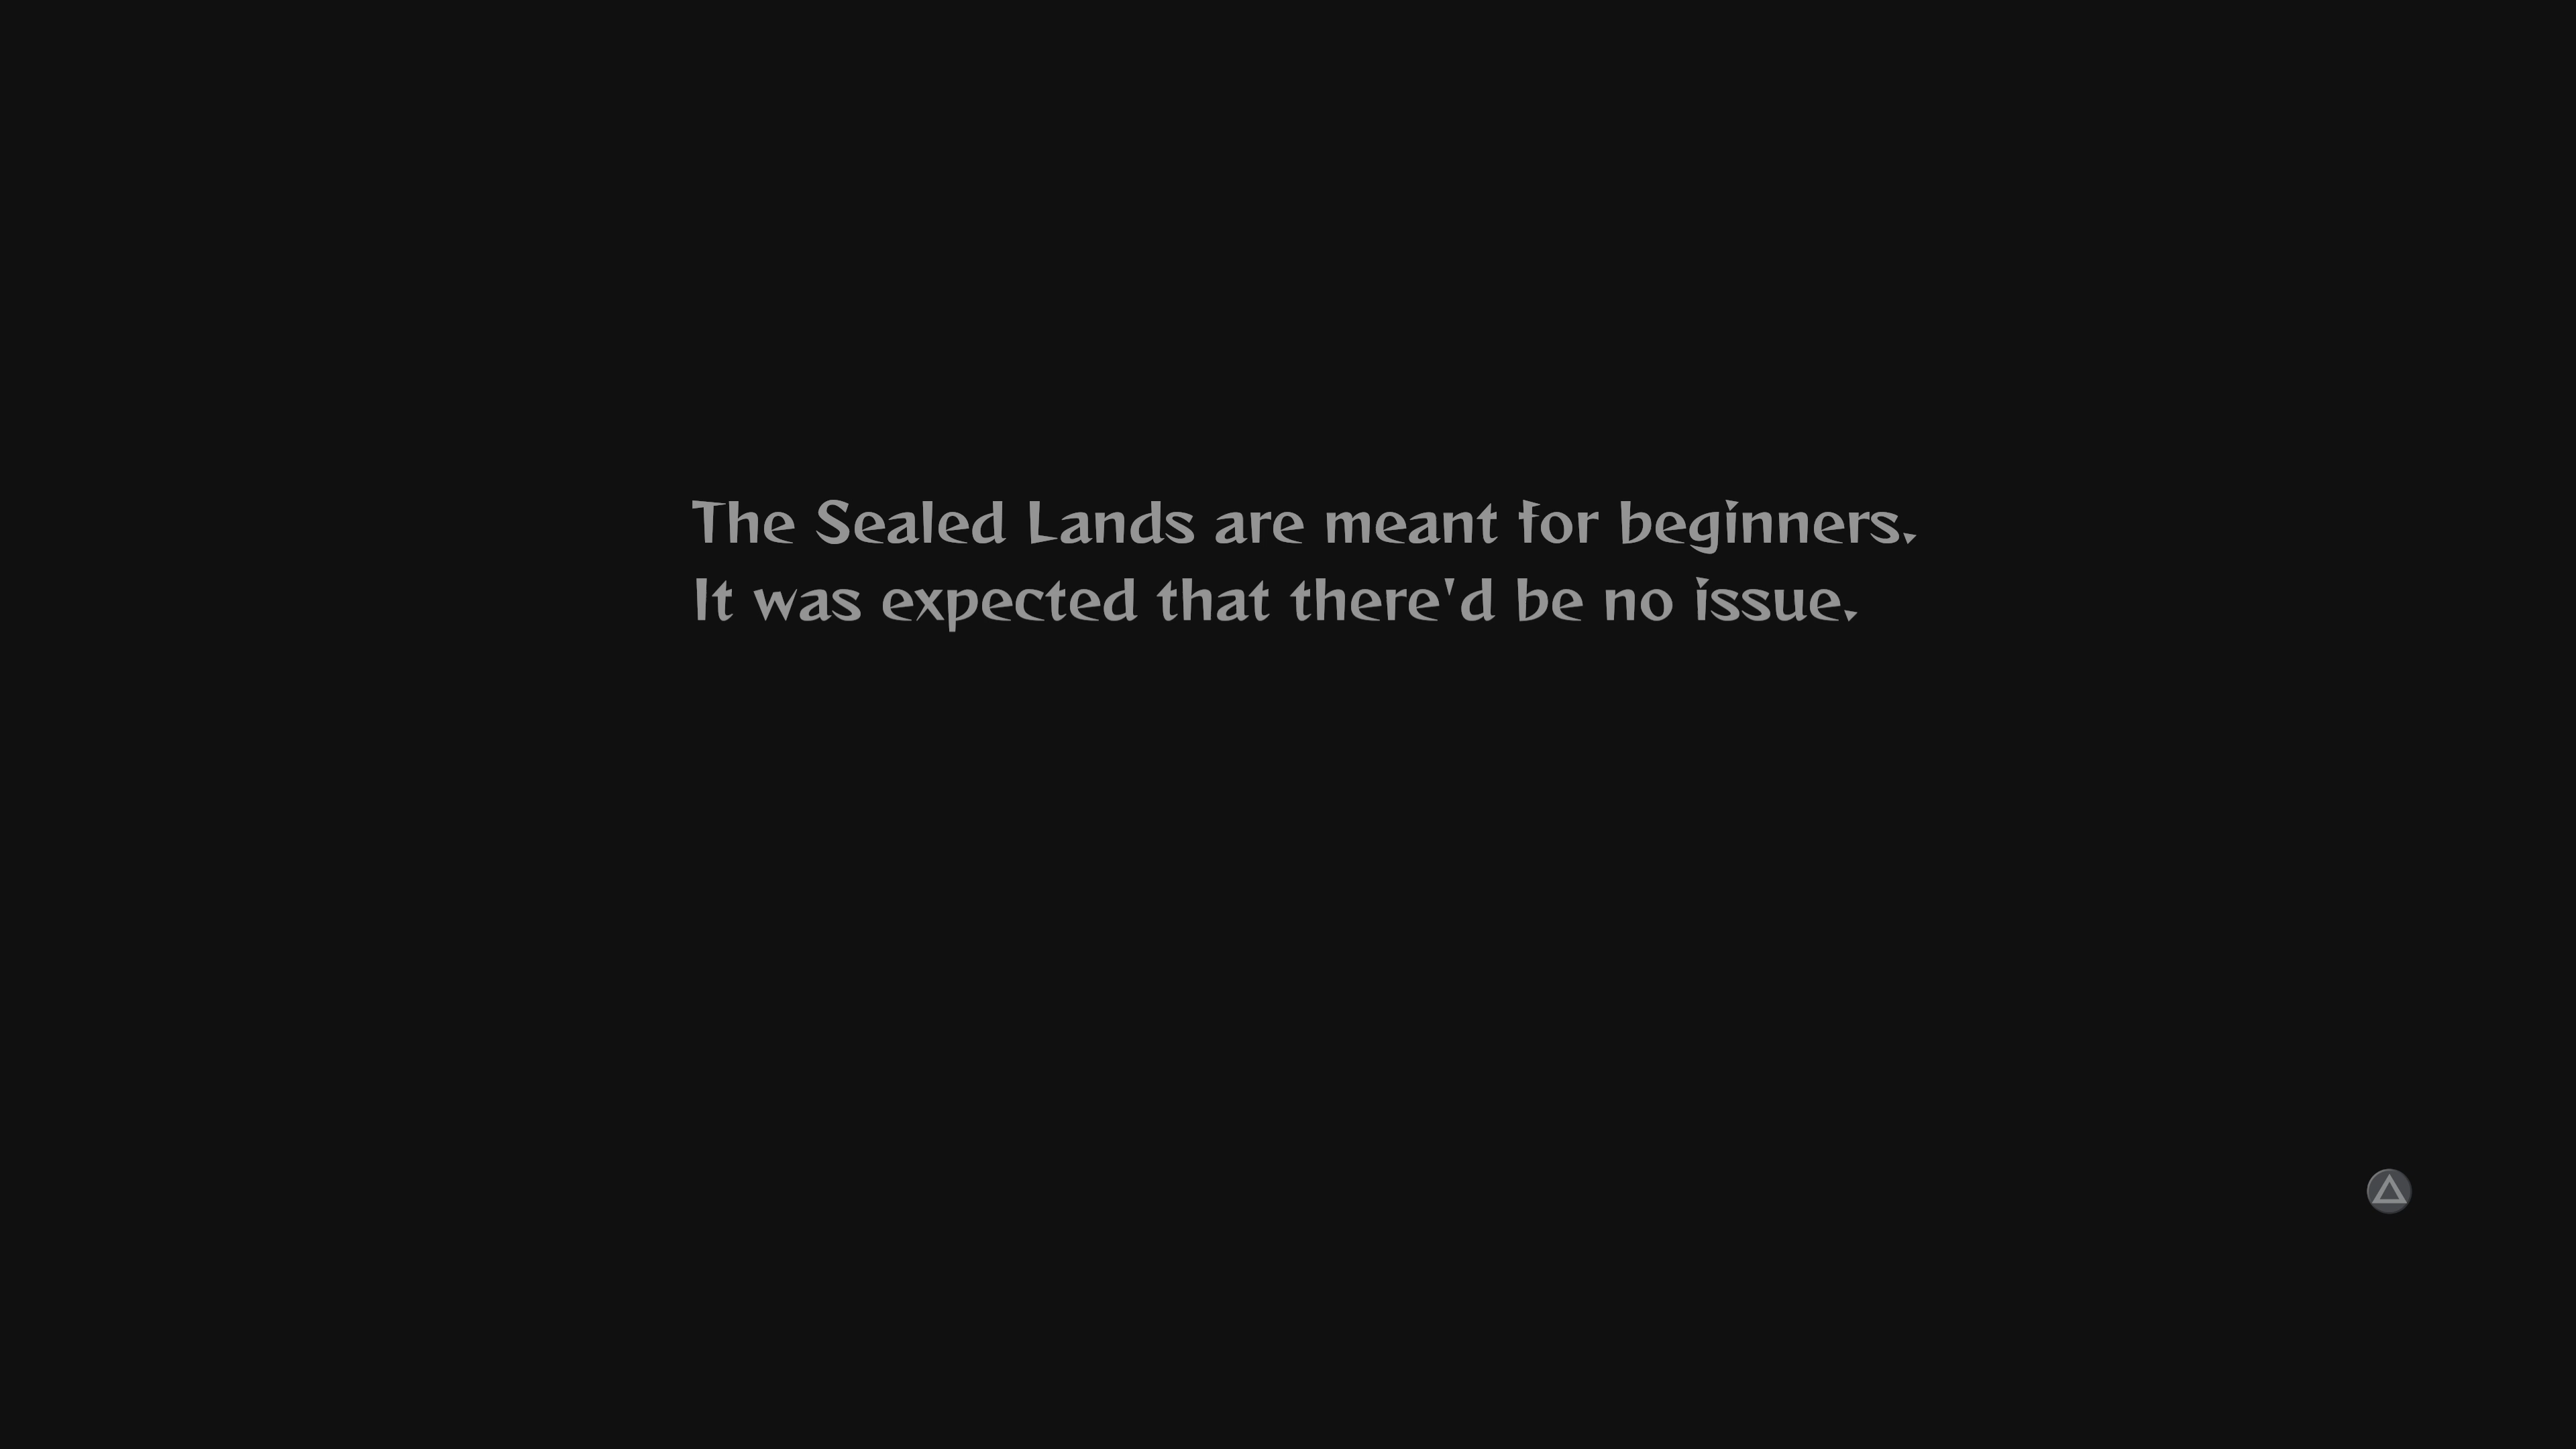 The Sealed Lands are meant for beginners.
It was expected that there'd be no issue.